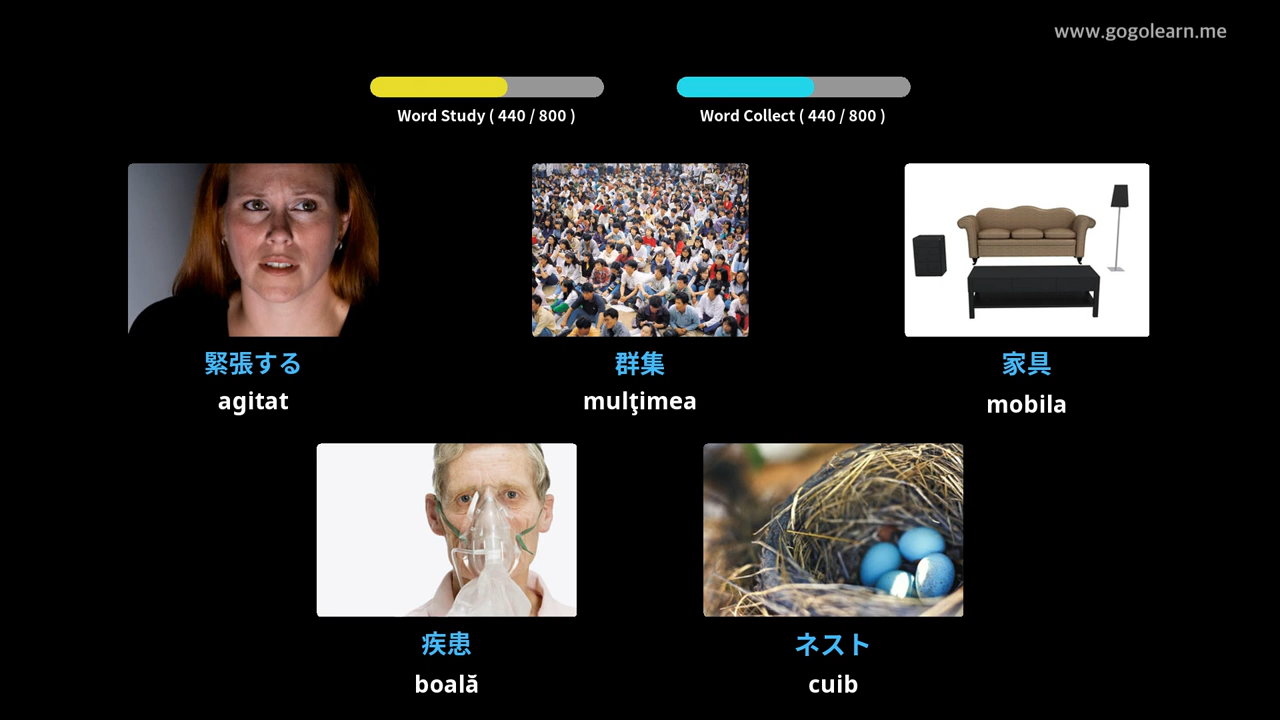 www.gogolearn.me
Word Study ( 440 / 800 )
Word Collect ( 440 / 800 )
緊張する
agitat
群集
mulţimea
家具
mobila
疾患
boală
ネスト
cuib